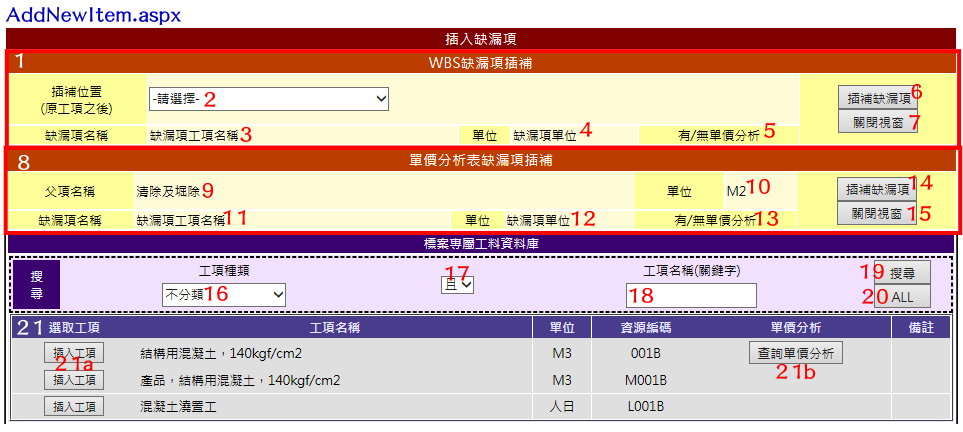 AddNewItem.aspx
插入缺漏項
1 WBS缺漏項插補
插補位置
(原工項之後)
-請選擇- 2
插補缺漏項 6
關閉視窗 7
缺漏項名稱 缺漏項工項名稱 3 單位 缺漏項單位 4 有/無單價分析 5
8 單價分析表缺漏項插補
父項名稱 清除及堀除 9 單位 M2 10
插補缺漏項 14
關閉視窗 15
缺漏項名稱 缺漏項工項名稱 11 單位 缺漏項單位 12 有/無單價分析 13
標案專屬工料資料庫
搜尋
工項種類 17 工項名稱(關鍵字)
不分類 16 且 18
19 搜尋
20 ALL
21 選取工項 工項名稱 單位 資源編碼 單價分析 備註
插入工項 結構用混凝土，140kgf/cm2 M3 001B 查詢單價分析
21a 21b
插入工項 產品，結構用混凝土，140kgf/cm2 M3 M001B
插入工項 混凝土澆置工 人日 L001B